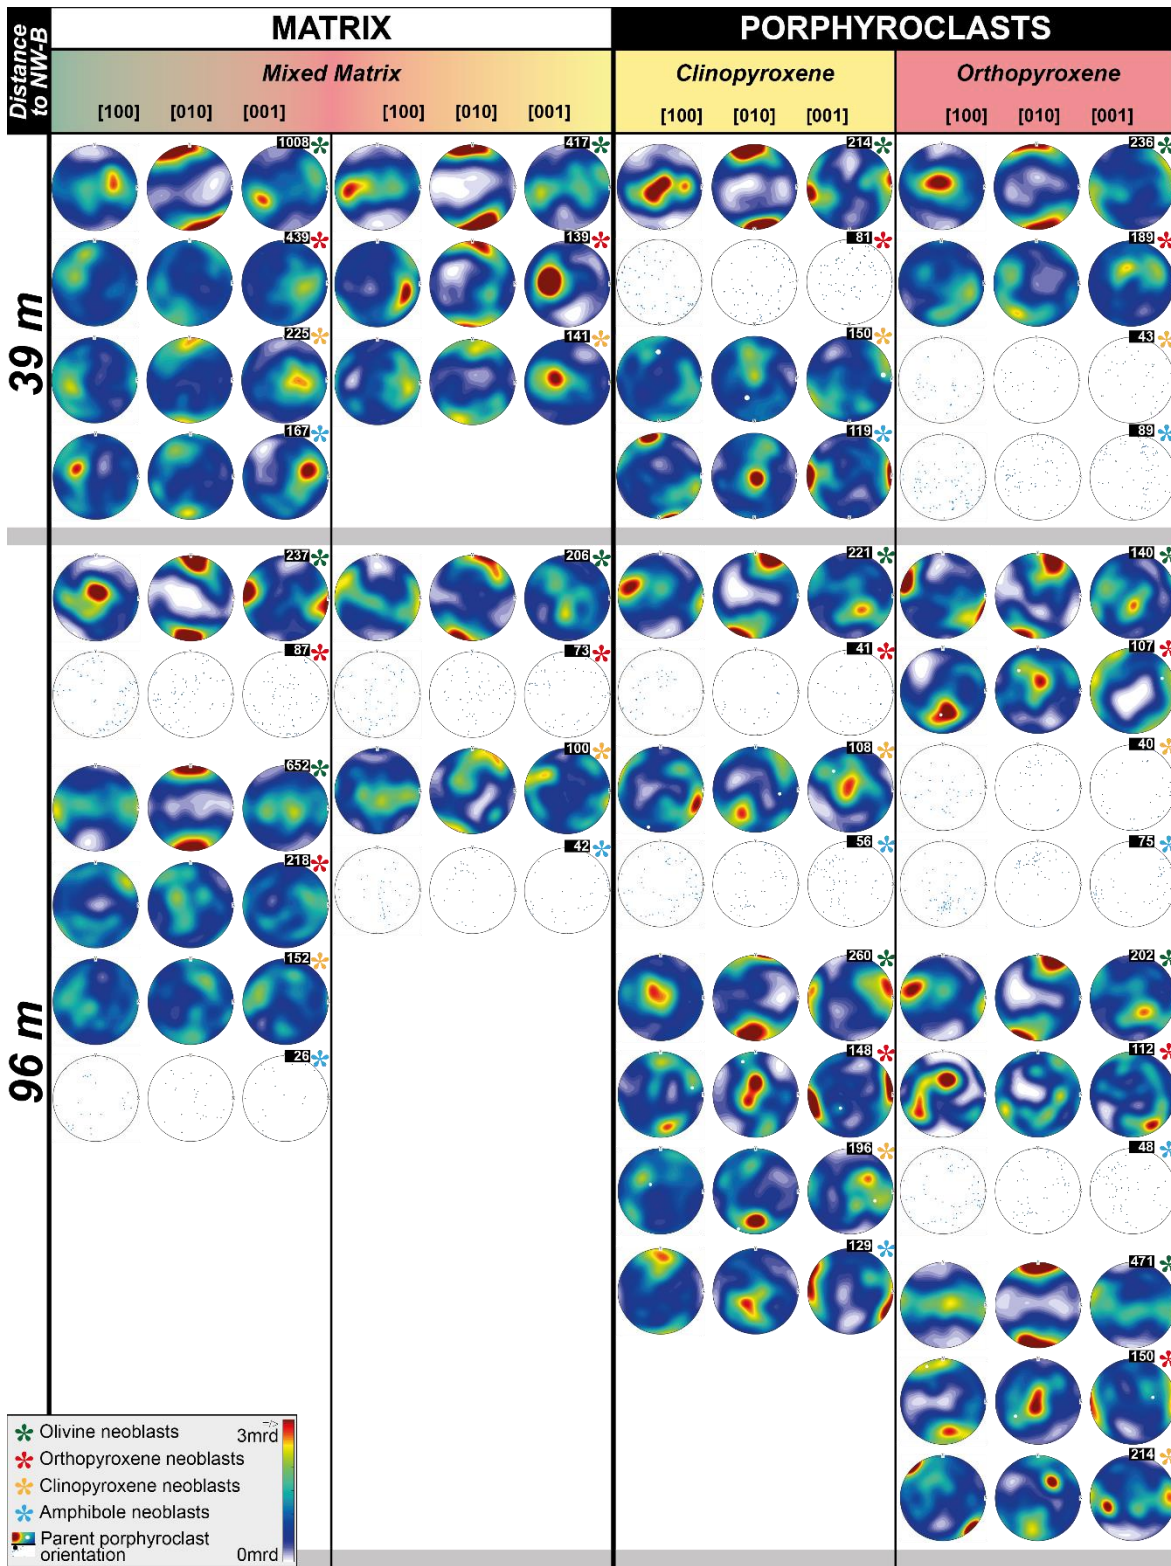 Distance
to NW-B
MATRIX
PORPHYROCLASTS
Mixed Matrix
Clinopyroxene
Orthopyroxene
[100] [010] [001] [100] [010] [001] [100] [010] [001] [100] [010] [001]
39 m
1008 417 214 236
439 139 81 189
225 141 150 43
167 119 89
96 m
237 206 221 140
87 73 41 107
652 100 108 40
218 42 56 75
152 260 202
26 148 112
196 48
129 471
150
214
Olivine neoblasts
Orthopyroxene neoblasts
Clinopyroxene neoblasts
Amphibole neoblasts
Parent porphyroclast
orientation
3mrd
0mrd